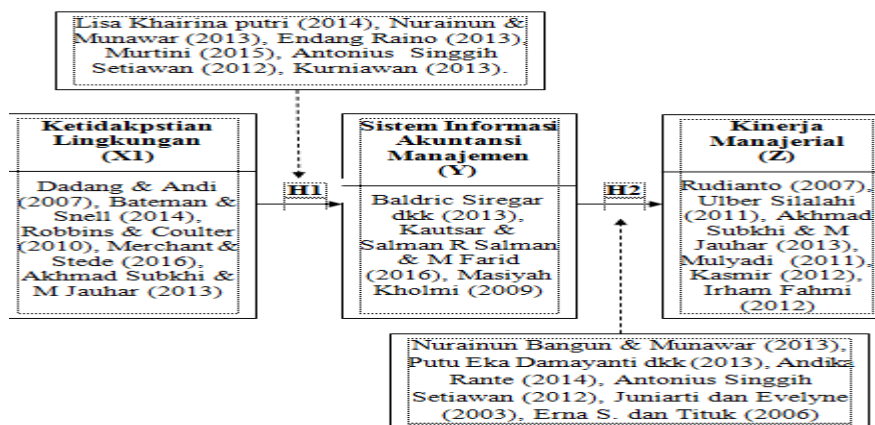 Lisa Khairina putri (2014), Nurainun &
Munawar (2013), Endang Raino (2013),
Murtini (2015), Antonius Singgih
Setiawan (2012), Kurniawan (2013).
Ketidakpstian
Lingkungan
(X1)
Dadang & Andi
(2007), Bateman &
Snell (2014),
Robbins & Coulter
(2010), Merchant &
Stede (2016),
Akhmad Subkhi &
M Jauhar (2013)
H1
Sistem Informasi
Akuntansi
Manajemen
(Y)
Baldric Siregar
dkk (2013),
Kautsar &
Salman R Salman
& M Farid
(2016), Masiyah
Kholmi (2009)
H2
Kinerja
Manajerial
(Z)
Rudianto (2007),
Ulber Silalahi
(2011), Akhmad
Subkhi & M
Jauhar (2013),
Mulyadi (2011),
Kasmir (2012),
Irham Fahmi
(2012)
Nurainun Bangun & Munawar (2013),
Putu Eka Damayanti dkk (2013), Andika
Rante (2014), Antonius Singgih
Setiawan (2012), Juniarti dan Evelyne
(2003), Erna S. dan Tituk (2006)